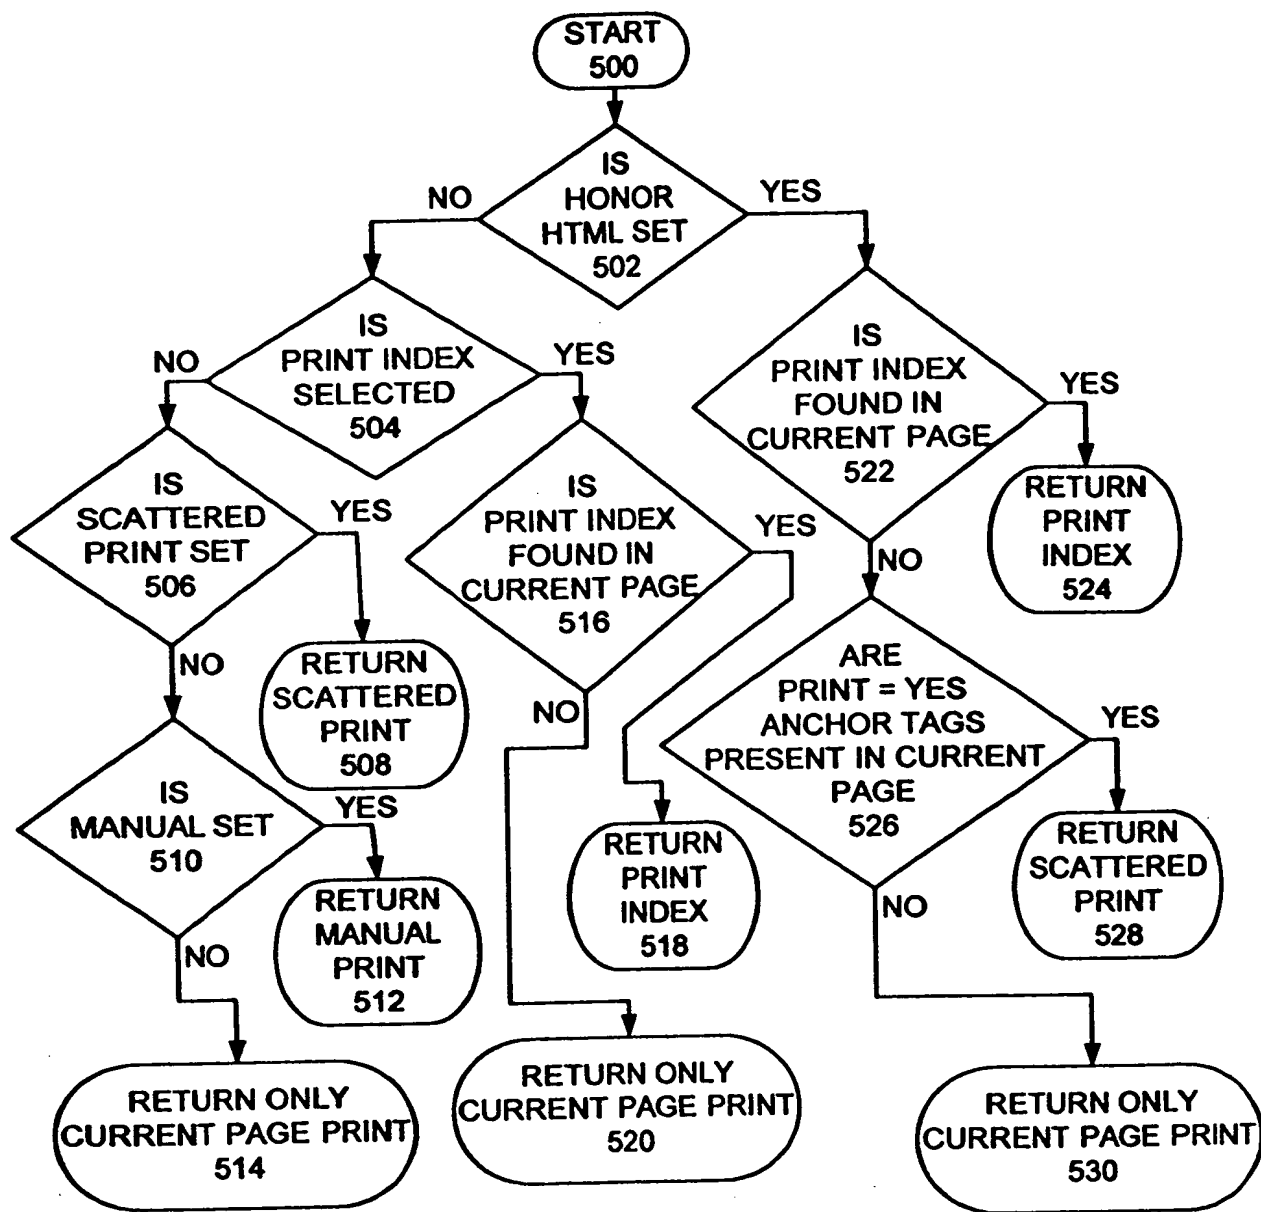 START
500
IS
HONOR
HTML SET
502
NO
YES
IS
PRINT INDEX
SELECTED
504
NO
YES
IS
PRINT INDEX
FOUND IN
CURRENT PAGE
522
YES
RETURN
PRINT
INDEX
524
NO
IS
SCATTERED
PRINT SET
506
YES
NO
RETURN
SCATTERED
PRINT
508
IS
PRINT INDEX
FOUND IN
CURRENT PAGE
516
YES
NO
ARE
PRINT = YES
ANCHOR TAGS
PRESENT IN CURRENT
PAGE
526
YES
NO
IS
MANUAL SET
510
YES
NO
RETURN
MANUAL
PRINT
512
RETURN
PRINT
INDEX
518
RETURN
SCATTERED
PRINT
528
RETURN ONLY
CURRENT PAGE PRINT
514
RETURN ONLY
CURRENT PAGE PRINT
520
RETURN ONLY
CURRENT PAGE PRINT
530